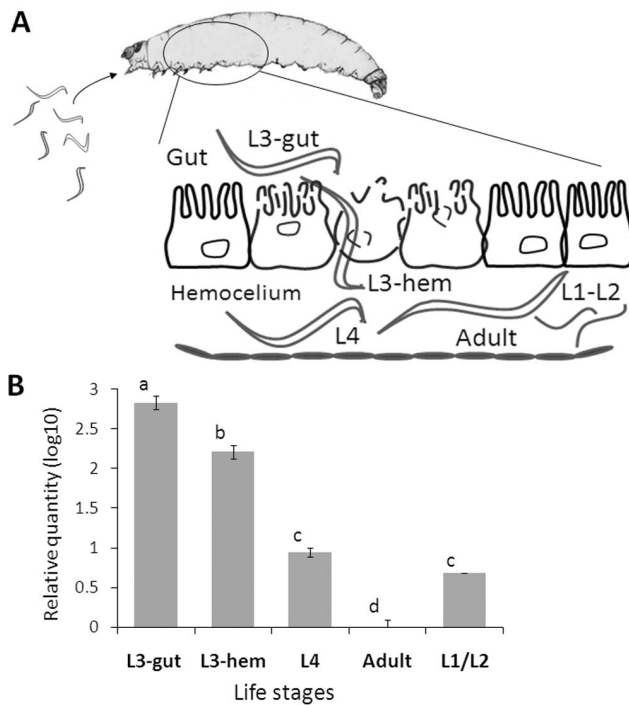 A
Gut
L3-gut
L3-hem
Hemocelium
L1-L2
L4
Adult
B
Relative quantity (log10)
3
2.5
2
1.5
1
0.5
0
a
b
c
d
c
L3-gut L3-hem L4 Adult L1/L2
Life stages